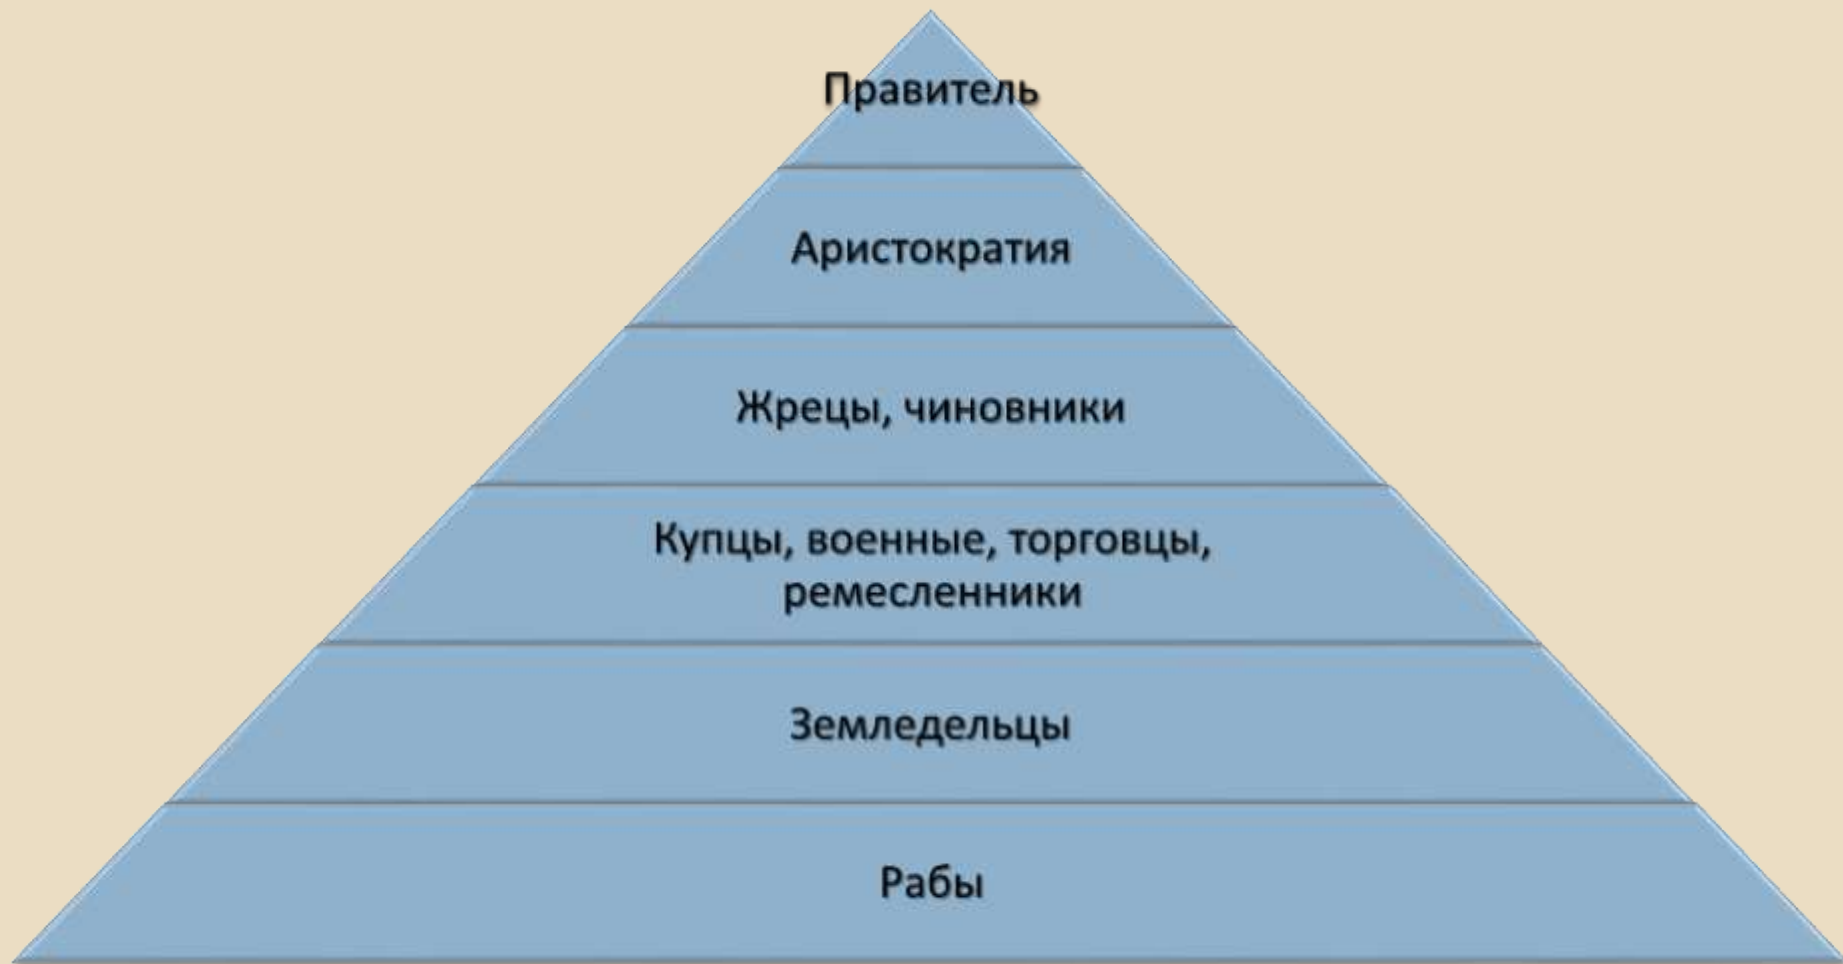 Правитель
Аристократия
Жрецы, чиновники
Купцы, военные, торговцы,
ремесленники
Земледельцы
Рабы